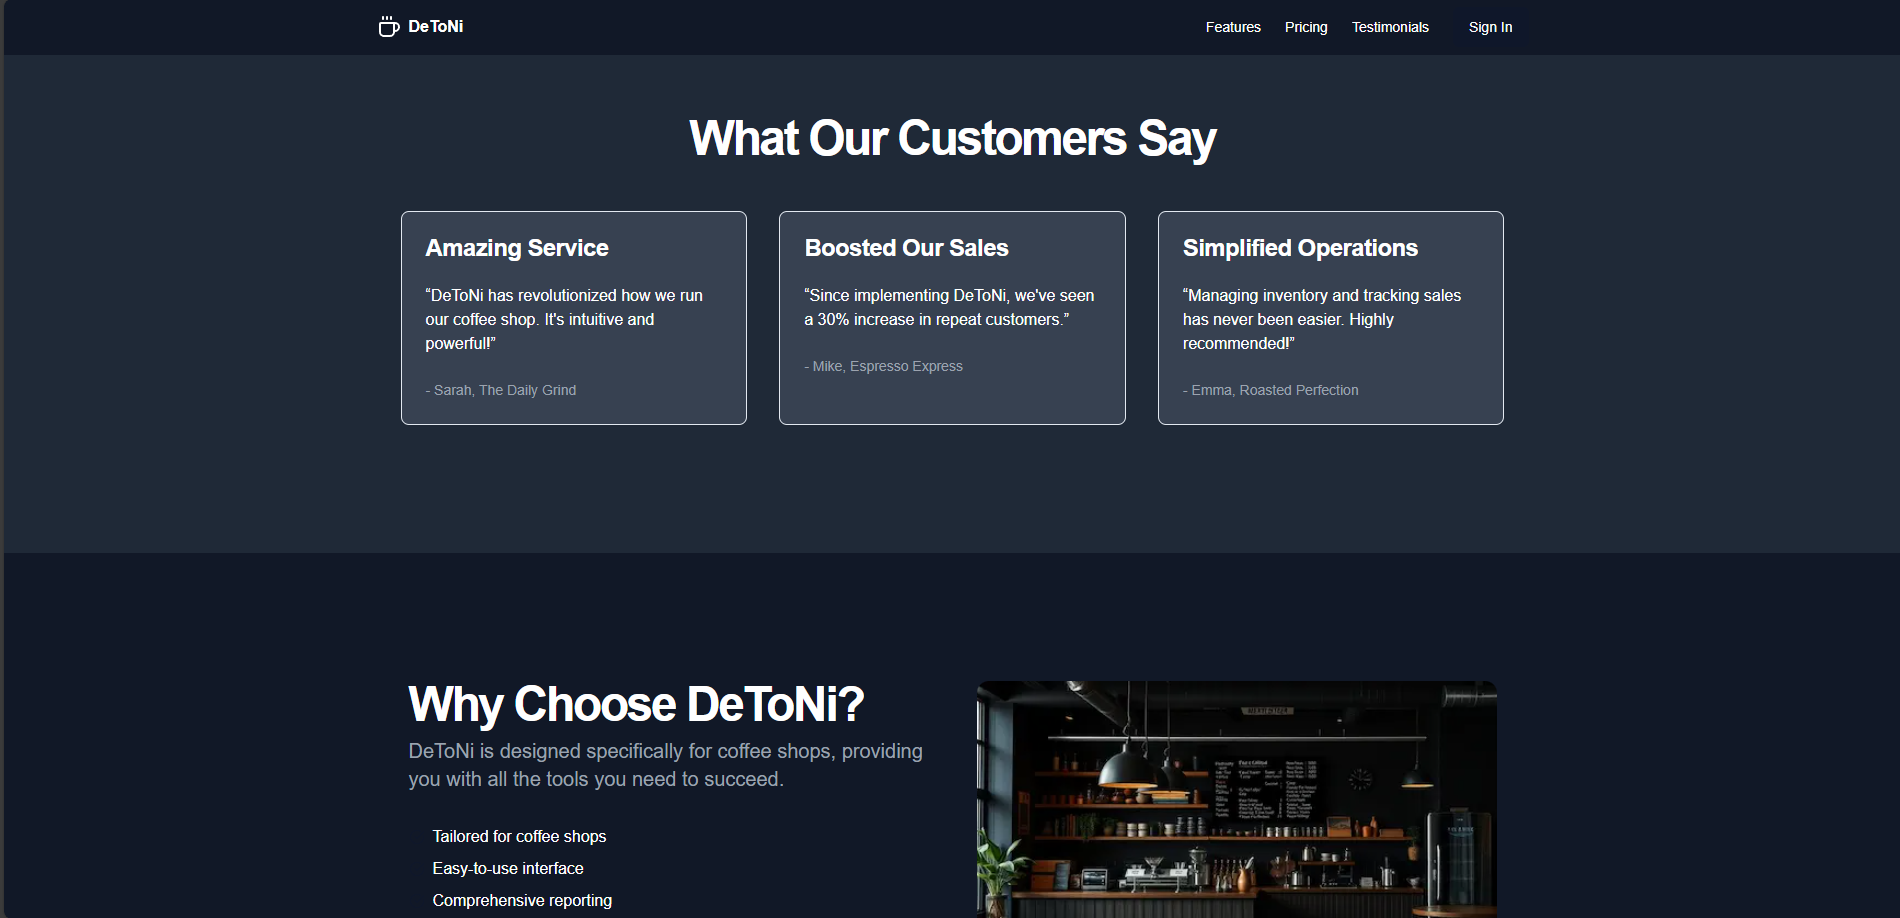 DeToNi
Features
Pricing
Testimonials
Sign In
What Our Customers Say
Amazing Service
“DeToNi has revolutionized how we run
our coffee shop. It's intuitive and
powerful!”
- Sarah, The Daily Grind
Boosted Our Sales
“Since implementing DeToNi, we've seen
a 30% increase in repeat customers.”
- Mike, Espresso Express
Simplified Operations
“Managing inventory and tracking sales
has never been easier. Highly
recommended!”
- Emma, Roasted Perfection
Why Choose DeToNi?
DeToNi is designed specifically for coffee shops, providing
you with all the tools you need to succeed.
Tailored for coffee shops
Easy-to-use interface
Comprehensive reporting